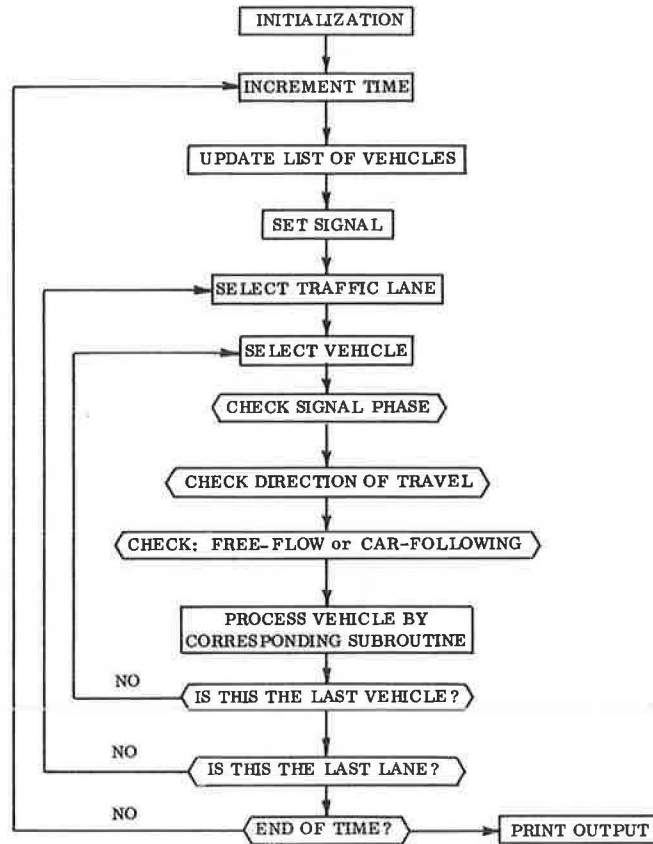 INITIALIZATION
INCREMENT TIME
UPDATE LIST OF VEHICLES
SET SIGNAL
SELECT TRAFFIC LANE
SELECT VEHICLE
CHECK SIGNAL PHASE
CHECK DIRECTION OF TRAVEL
CHECK: FREE-FLOW or CAR-FOLLOWING
PROCESS VEHICLE BY
CORRESPONDING SUBROUTINE
NO
IS THIS THE LAST VEHICLE?
NO
IS THIS THE LAST LANE?
NO
END OF TIME?
PRINT OUTPUT